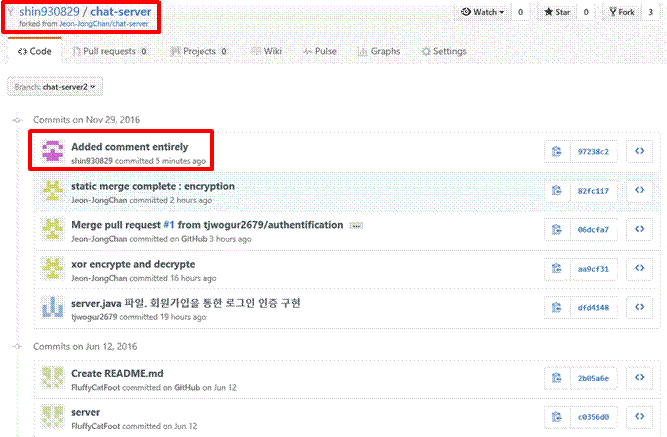 shin930829 / chat-server
forked from Jeon-JongChan/chat-server
Watch 0 Star 0 Fork 3
Code Pull requests 0 Projects 0 Wiki Pulse Graphs Settings
Branch: chat-server2
Commits on Nov 29, 2016
Added comment entirely
shin930829 committed 5 minutes ago
97238c2
static merge complete : encryption
Jeon-JongChan committed 2 hours ago
82fc117
Merge pull request #1 from tjwogur2679/authentification …
Jeon-JongChan committed on GitHub 3 hours ago
06dcfa7
xor encrypte and decrypte
Jeon-JongChan committed 16 hours ago
aa9cf31
server.java 파일, 회원가입을 통한 로그인 인증 구현
tjwogur2679 committed 19 hours ago
dfd4148
Commits on Jun 12, 2016
Create README.md
FluffyCatFoot committed on GitHub on Jun 12
2b05a6e
server
FluffyCatFoot committed on Jun 12
c0356d0